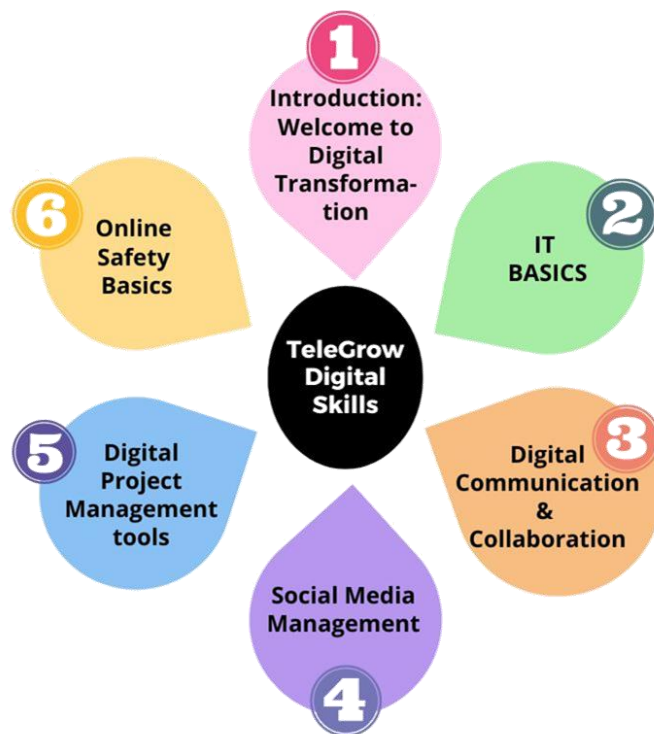 1
Introduction:
Welcome to
Digital
Transforma-
tion
2
IT
BASICS
3
Digital
Communication
&
Collaboration
4
Social Media
Management
5
Digital
Project
Management
tools
6
Online
Safety
Basics
TeleGrow
Digital
Skills